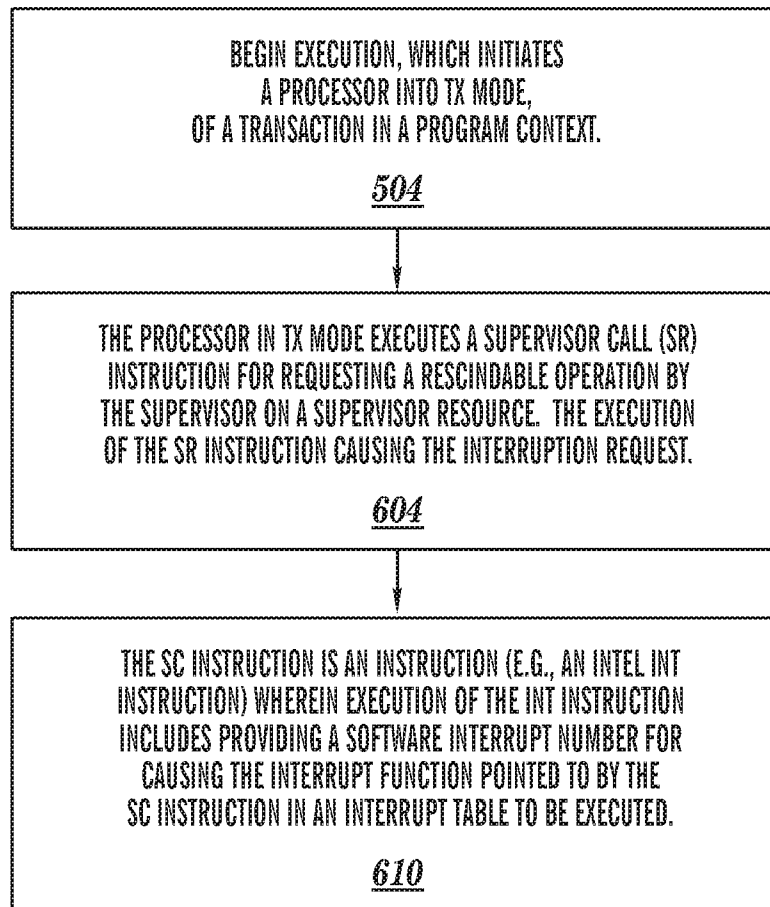 BEGIN EXECUTION, WHICH INITIATES
A PROCESSOR INTO TX MODE,
OF A TRANSACTION IN A PROGRAM CONTEXT.
504
THE PROCESSOR IN TX MODE EXECUTES A SUPERVISOR CALL (SR)
INSTRUCTION FOR REQUESTING A RESCINDABLE OPERATION BY
THE SUPERVISOR ON A SUPERVISOR RESOURCE. THE EXECUTION
OF THE SR INSTRUCTION CAUSING THE INTERRUPTION REQUEST.
604
THE SC INSTRUCTION IS AN INSTRUCTION (E.G., AN INTEL INT
INSTRUCTION) WHEREIN EXECUTION OF THE INT INSTRUCTION
INCLUDES PROVIDING A SOFTWARE INTERRUPT NUMBER FOR
CAUSING THE INTERRUPT FUNCTION POINTED TO BY THE
SC INSTRUCTION IN AN INTERRUPT TABLE TO BE EXECUTED.
610